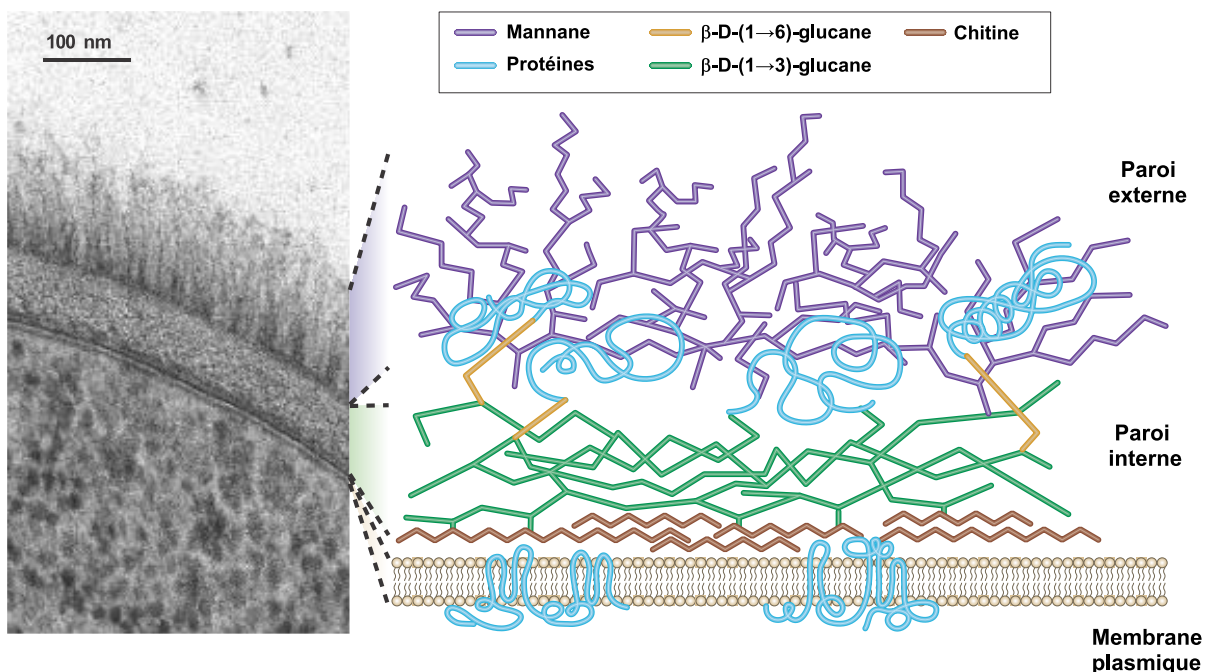 100 nm
Mannane
β-D-(1→6)-glucane
Chitine
Protéines
β-D-(1→3)-glucane
Paroi
externe
Paroi
interne
Membrane
plasmique